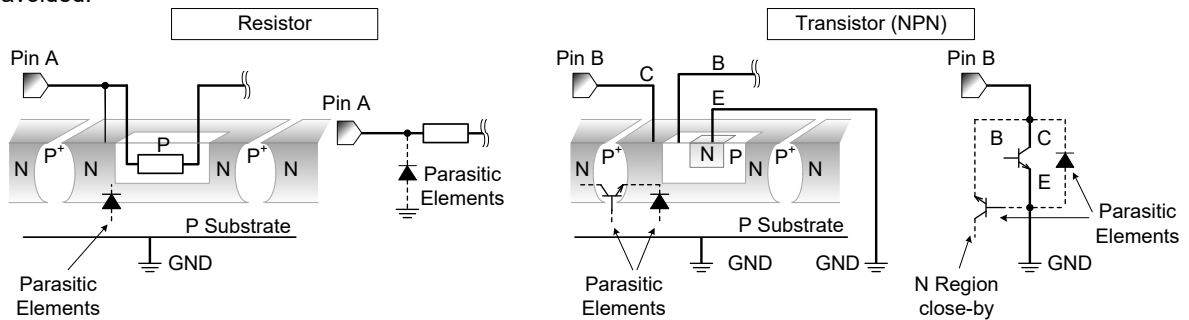 avoided.
Resistor
Pin A
Pin A
N
P+
N
P
N
P+
N
Parasitic
Elements
P Substrate
GND
Parasitic
Elements
Transistor (NPN)
Pin B
C
B
E
N
P+
N
N
P
P+
N
P Substrate
GND
GND
Parasitic
Elements
Pin B
B
C
E
Parasitic
Elements
GND
N Region
close-by